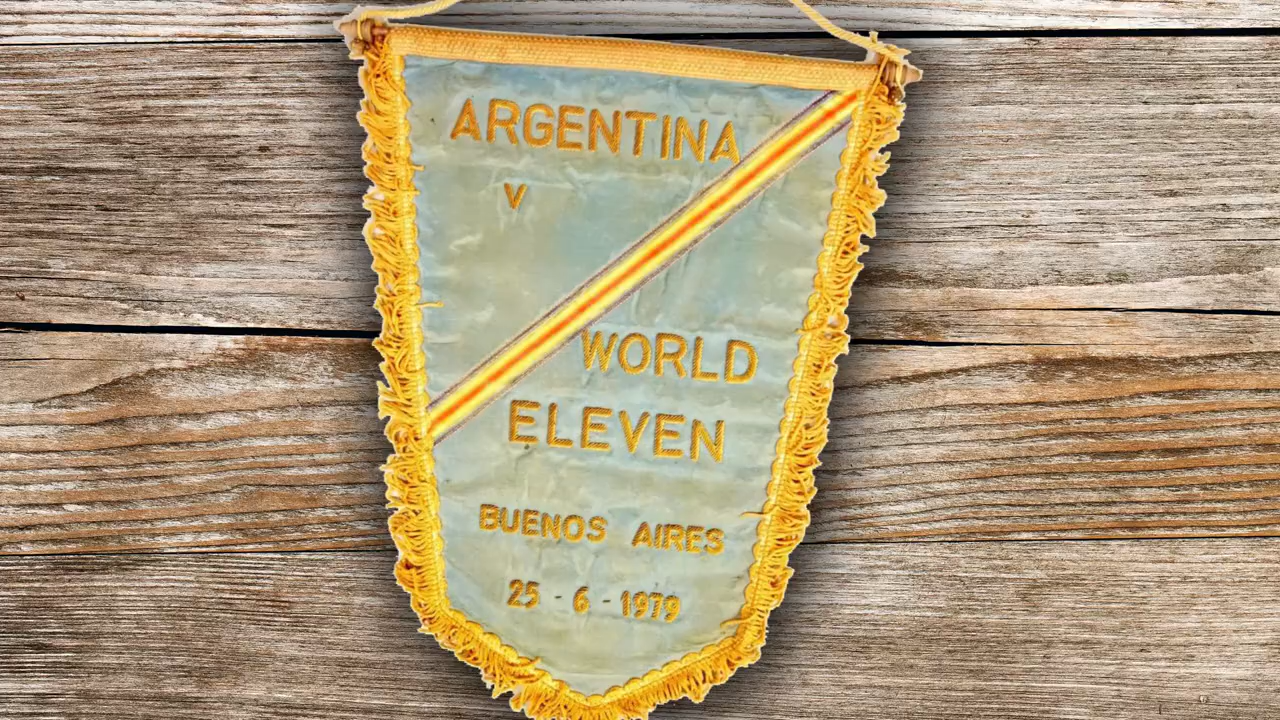 ARGENTINA
V
WORLD
ELEVEN
BUENOS AIRES
25 - 6 - 1979